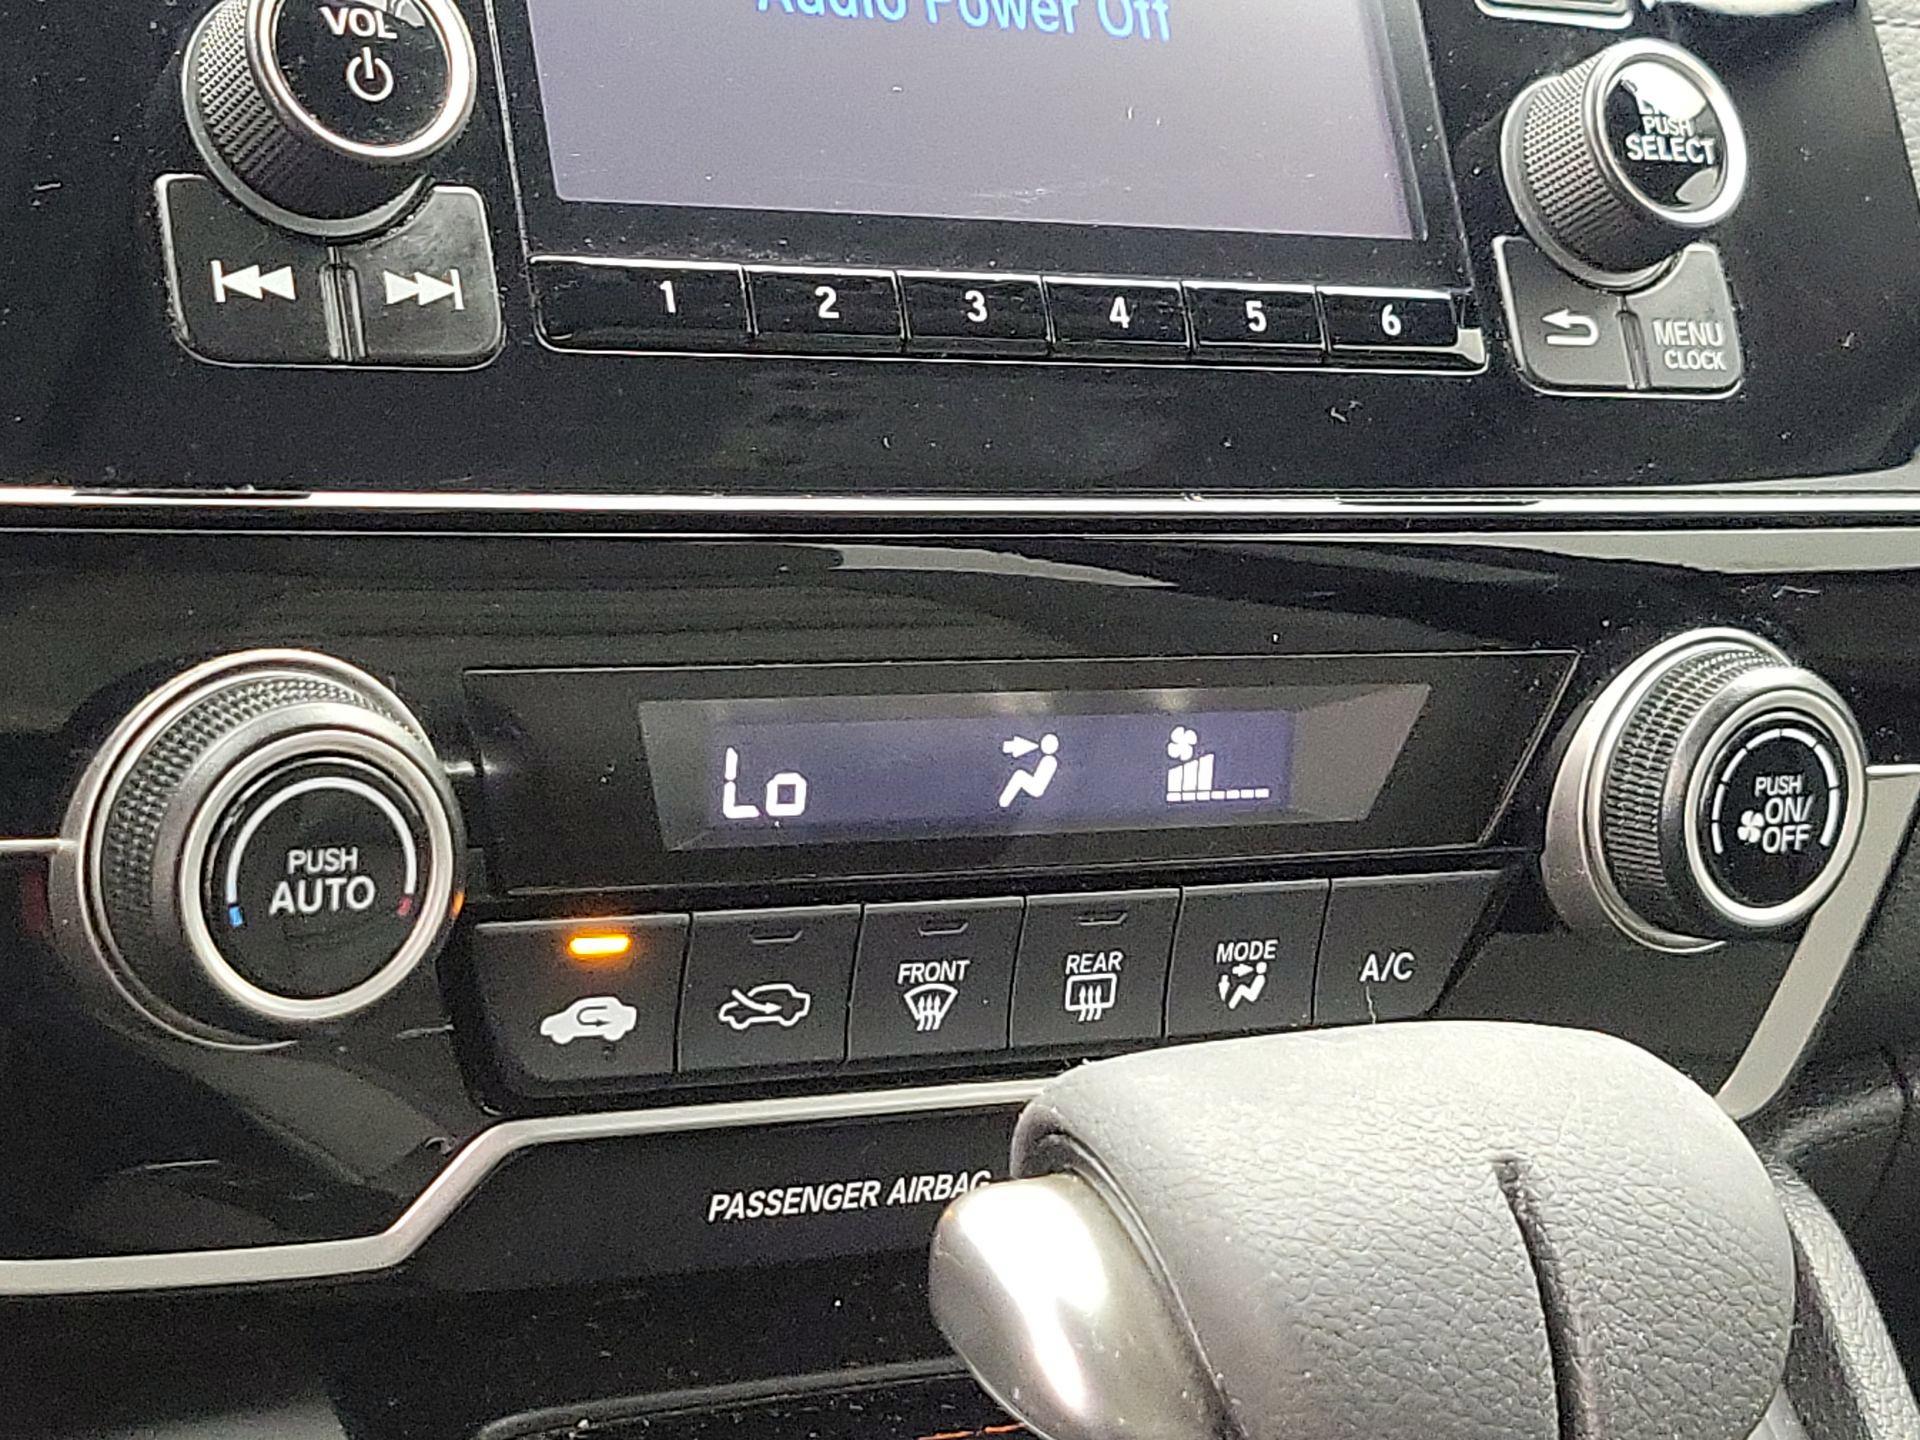 Audio Power Off
VOL
PUSH
SELECT
1 2 3 4 5 6
MENU
CLOCK
Lo
PUSH
AUTO
PUSH
ON/
OFF
FRONT
REAR
MODE
A/C
PASSENGER AIRBAG